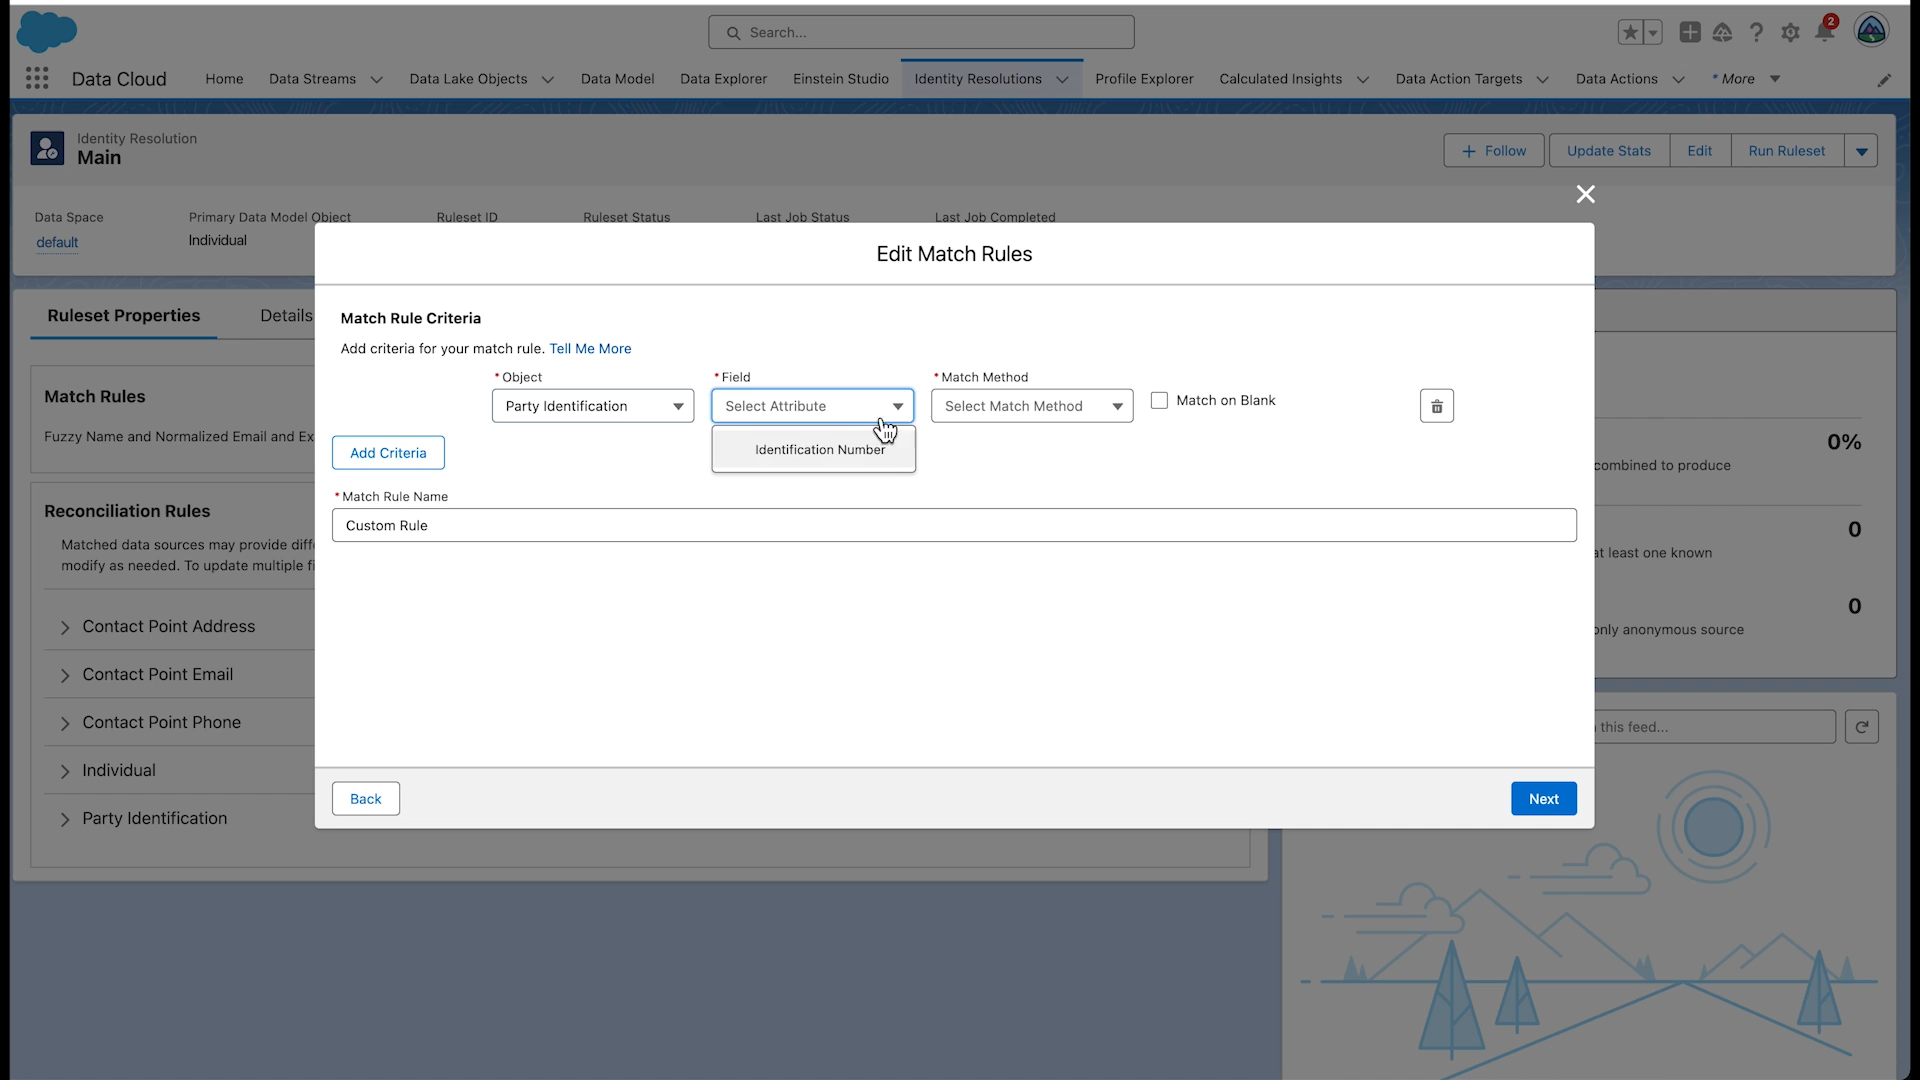 Search...
2
Data Cloud
Home
Data Streams
Data Lake Objects
Data Model
Data Explorer
Einstein Studio
Identity Resolutions
Profile Explorer
Calculated Insights
Data Action Targets
Data Actions
* More
Identity Resolution
Main
Follow
Update Stats
Edit
Run Ruleset
Data Space
Primary Data Model Object
Ruleset ID
Ruleset Status
Last Job Status
Last Job Completed
default
Individual
Edit Match Rules
Ruleset Properties
Details
Match Rule Criteria
Add criteria for your match rule. Tell Me More
* Object
* Field
* Match Method
Party Identification
Select Attribute
Select Match Method
Match on Blank
Identification Number
Add Criteria
* Match Rule Name
Custom Rule
Back
Next
Match Rules
Fuzzy Name and Normalized Email and Ex
Reconciliation Rules
Matched data sources may provide diff
modify as needed. To update multiple fi
Contact Point Address
Contact Point Email
Contact Point Phone
Individual
Party Identification
0%
combined to produce
0
at least one known
0
only anonymous source
this feed...